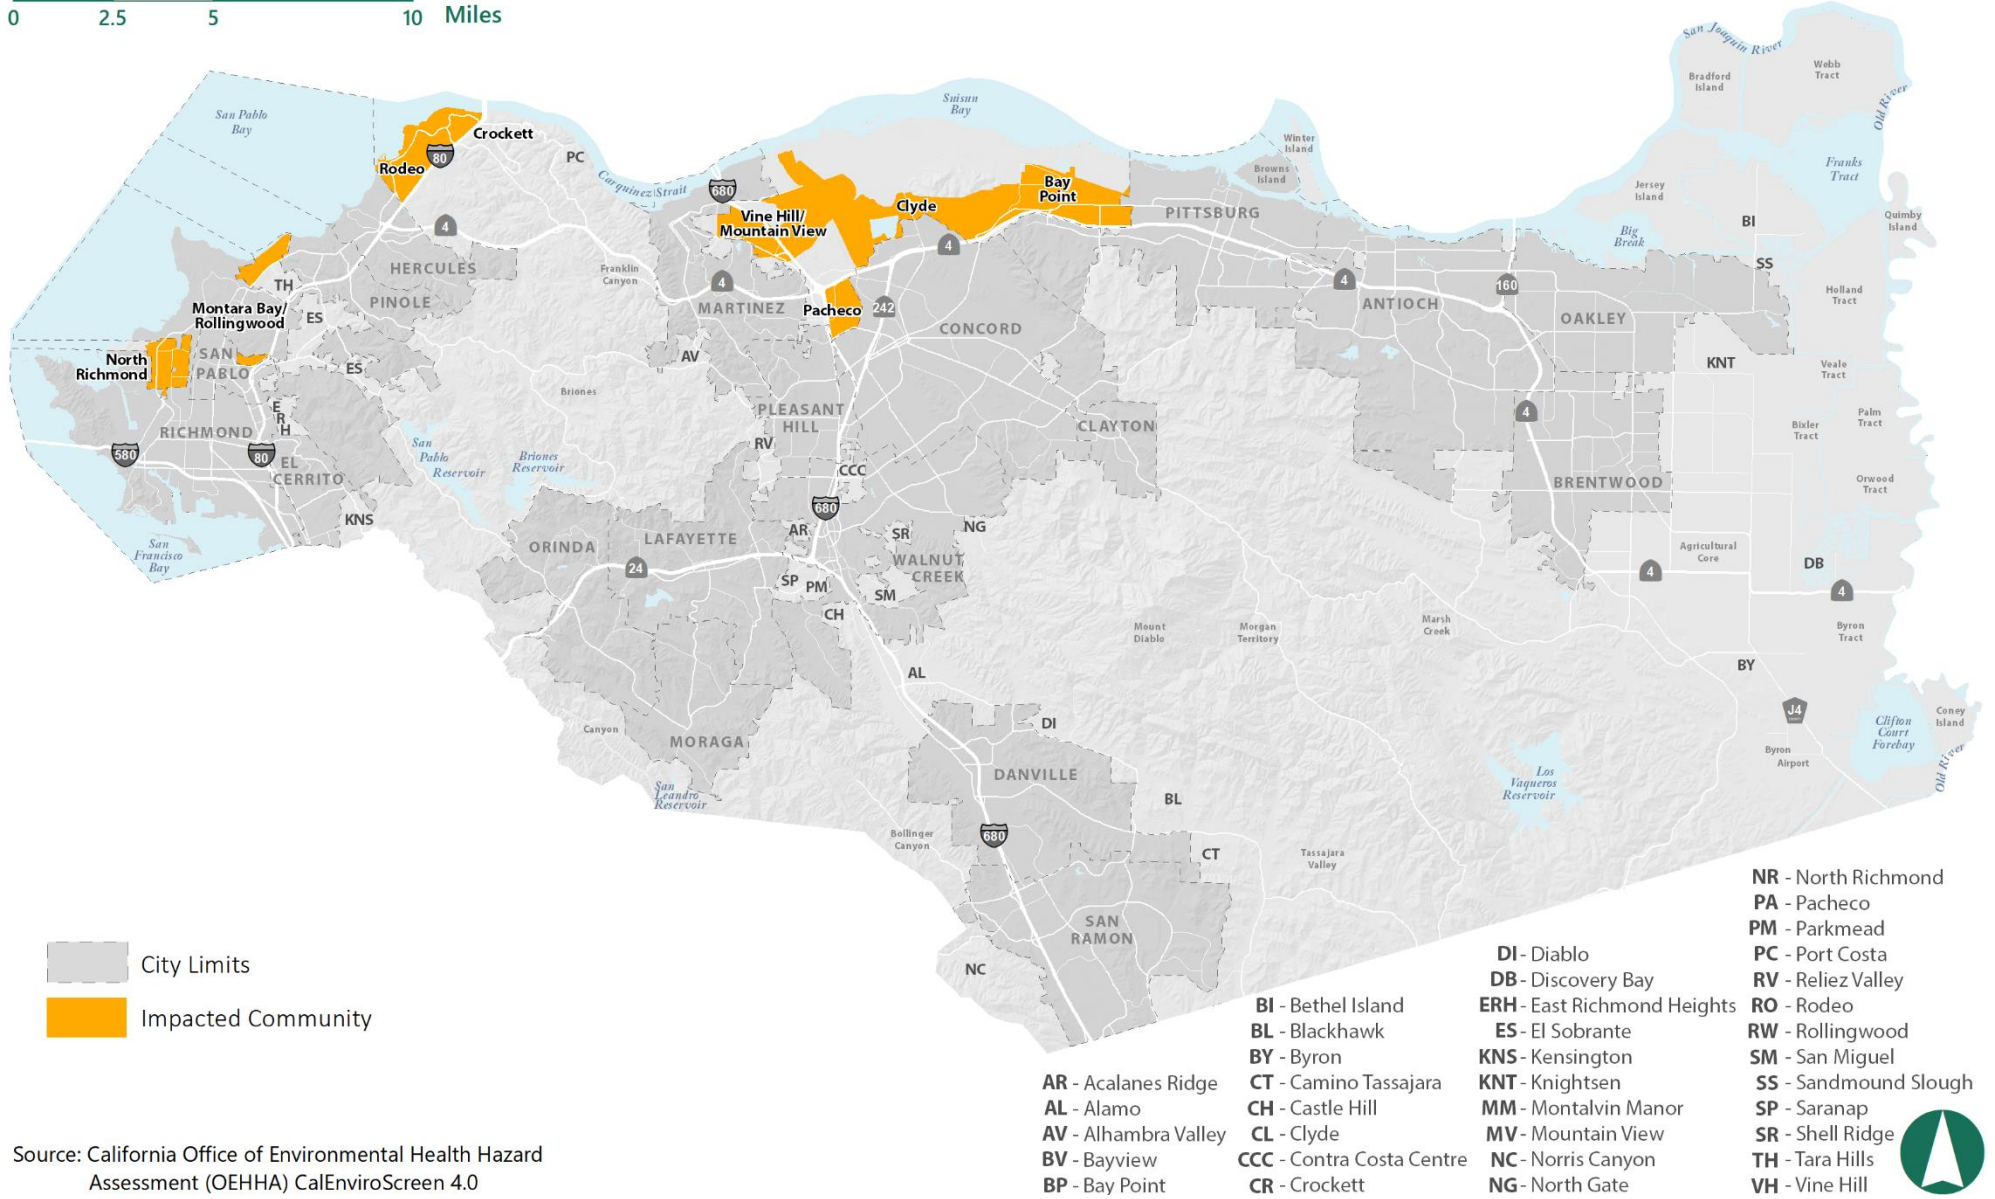 0 2.5 5 10 Miles
San Joaquin River
Webb
Tract
Bradford
Island
Old River
San Pablo
Bay
Suisun
Bay
Crockett
80
Rodeo
PC
Carquinez Strait
680
Winter
Island
Browns
Island
Franks
Tract
Jersey
Island
Bay
Point
Clyde
Vine Hill/
Mountain View
PITTSBURG
BI
Quimby
Island
Big
Break
4
4
SS
HERCULES
Franklin
Canyon
TH
4
4
160
Holland
Tract
PINOLE
MARTINEZ
Pacheco
242
ANTIOCH
Montara Bay/
Rollingwood
ES
CONCORD
OAKLEY
North
Richmond
SAN
PABLO
ES
AV
KNT
Veale
Tract
Briones
E
R
H
PLEASANT
HILL
CLAYTON
4
Palm
Tract
Bixler
Tract
RICHMOND
RV
580
80
San
Pablo
Reservoir
Briones
Reservoir
EL
CERRITO
CCC
BRENTWOOD
Orwood
Tract
680
KNS
AR
SR
NG
San
Francisco
Bay
ORINDA
LAFAYETTE
WALNUT
CREEK
Agricultural
Core
24
SP
PM
SM
4
DB
4
CH
Mount
Diablo
Morgan
Territory
Marsh
Creek
Byron
Tract
AL
BY
Canyon
MORAGA
DI
J4
Clifton
Court
Forebay
Coney
Island
Byron
Airport
Old River
DANVILLE
San
Leandro
Reservoir
BL
Los
Vaqueros
Reservoir
Bollinger
Canyon
680
CT
Tassajara
Valley
SAN
RAMON
NC
City Limits
Impacted Community
AR - Acalanes Ridge
AL - Alamo
AV - Alhambra Valley
BV - Bayview
BP - Bay Point
BI - Bethel Island
BL - Blackhawk
BY - Byron
CT - Camino Tassajara
CH - Castle Hill
CL - Clyde
CCC - Contra Costa Centre
CR - Crockett
DI - Diablo
DB - Discovery Bay
ERH - East Richmond Heights
ES - El Sobrante
KNS - Kensington
KNT - Knightsen
MM - Montalvin Manor
MV - Mountain View
NC - Norris Canyon
NG - North Gate
NR - North Richmond
PA - Pacheco
PM - Parkmead
PC - Port Costa
RV - Reliez Valley
RO - Rodeo
RW - Rollingwood
SM - San Miguel
SS - Sandmound Slough
SP - Saranap
SR - Shell Ridge
TH - Tara Hills
VH - Vine Hill
Source: California Office of Environmental Health Hazard
Assessment (OEHHA) CalEnviroScreen 4.0